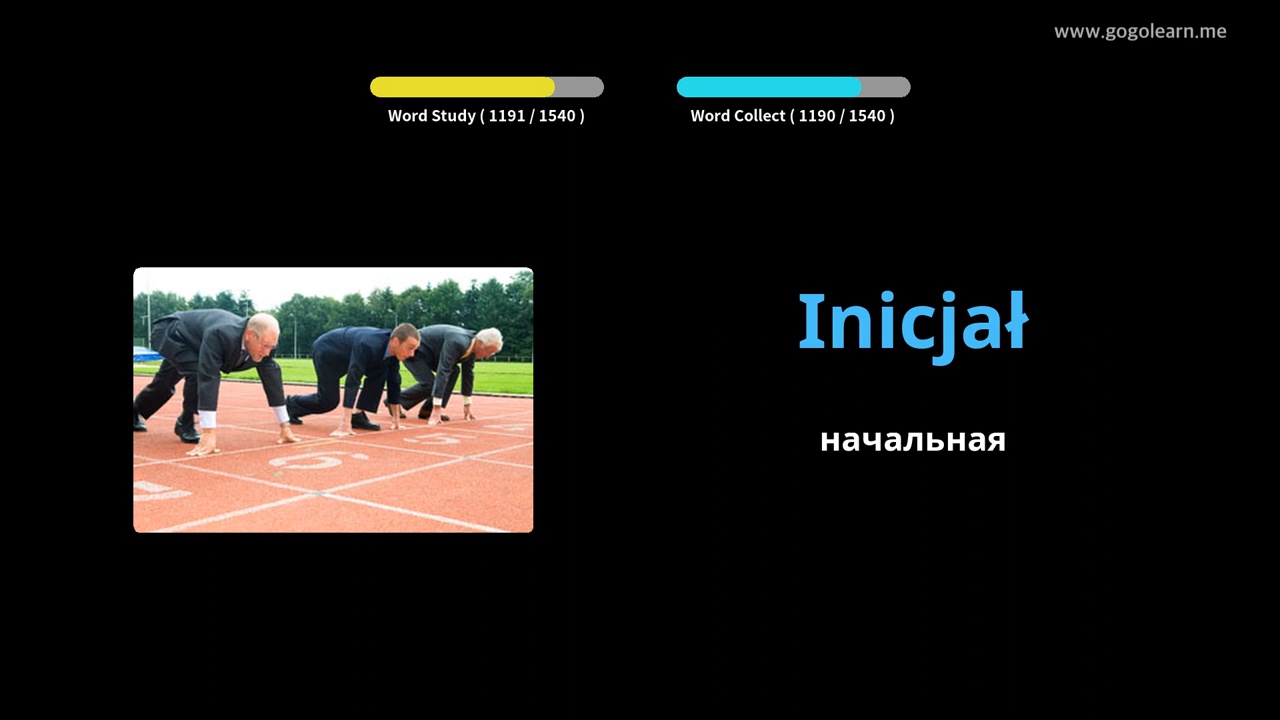 www.gogolearn.me
Word Study ( 1191 / 1540 )
Word Collect ( 1190 / 1540 )
Inicjał
начальная